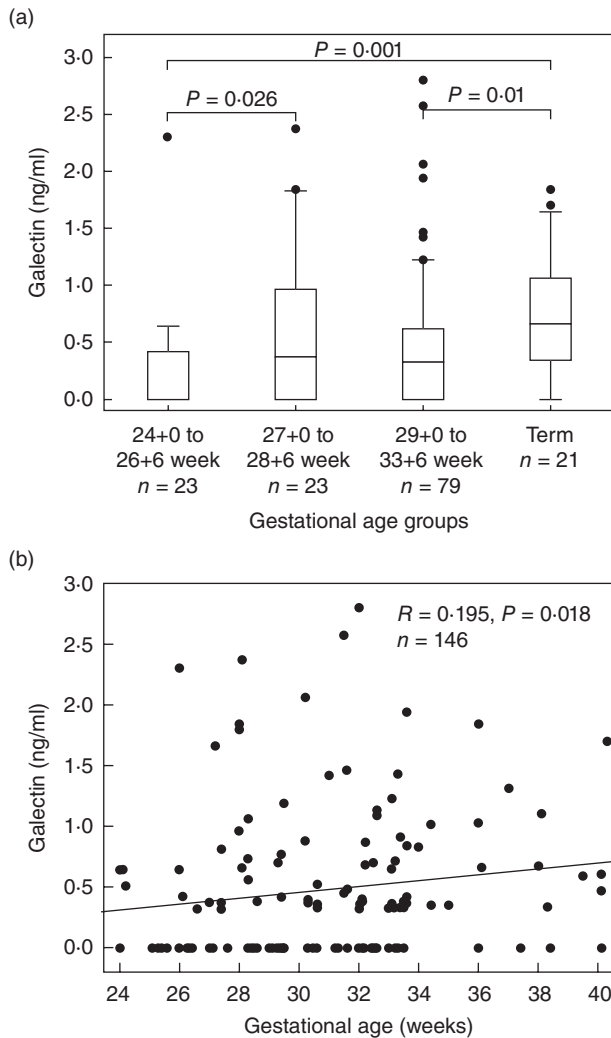 (a)
P = 0·001
P = 0·026
P = 0·01
3·0
2·5
2·0
1·5
1·0
0·5
0·0
Galectin (ng/ml)
24+0 to 27+0 to 29+0 to Term
26+6 week 28+6 week 33+6 week n = 21
n = 23 n = 23 n = 79
Gestational age groups
(b)
R = 0·195, P = 0·018
n = 146
3·0
2·5
2·0
1·5
1·0
0·5
0·0
Galectin (ng/ml)
24 26 28 30 32 34 36 38 40
Gestational age (weeks)